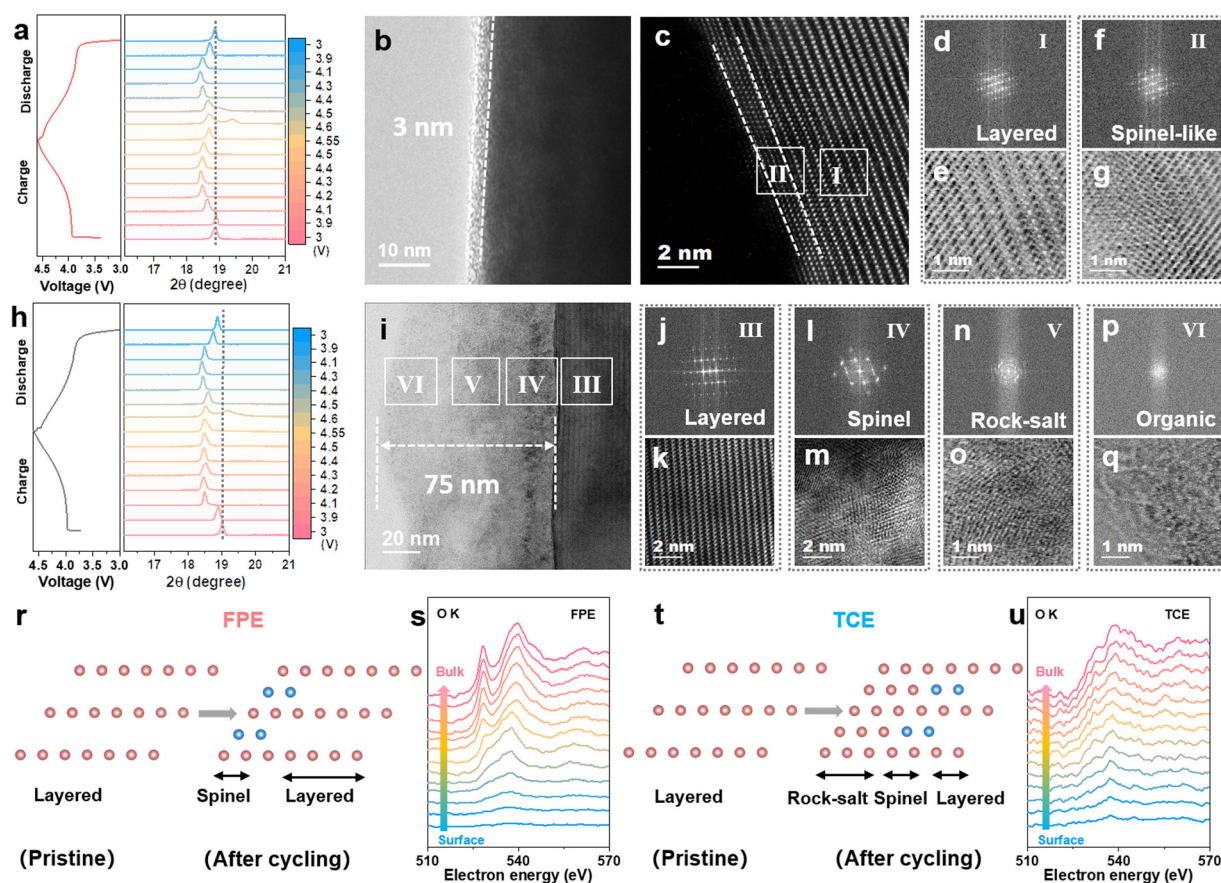 a
Discharge
Charge
4.5 4.0 3.5 3.0
Voltage (V)
16 17 18 19 20 21
2θ (degree)
3
3.9
4.1
4.3
4.4
4.5
4.6
4.55
4.5
4.4
4.3
4.2
4.1
3.9
3
(V)
b
3 nm
10 nm
c
II
I
2 nm
d
I
Layered
e
1 nm
f
II
Spinel-like
g
1 nm
h
Discharge
Charge
4.5 4.0 3.5 3.0
Voltage (V)
16 17 18 19 20 21
2θ (degree)
3
3.9
4.1
4.3
4.4
4.5
4.6
4.55
4.5
4.4
4.3
4.2
4.1
3.9
3
(V)
i
VI V IV III
75 nm
20 nm
j
III
Layered
k
2 nm
l
IV
Spinel
m
2 nm
n
V
Rock-salt
o
1 nm
p
VI
Organic
q
1 nm
r
FPE
Spinel Layered
Layered
(Pristine) (After cycling)
s
O K FPE
Bulk
Surface
510 540 570
Electron energy (eV)
t
TCE
Rock-salt Spinel Layered
Layered
(Pristine) (After cycling)
u
O K TCE
Bulk
Surface
510 540 570
Electron energy (eV)